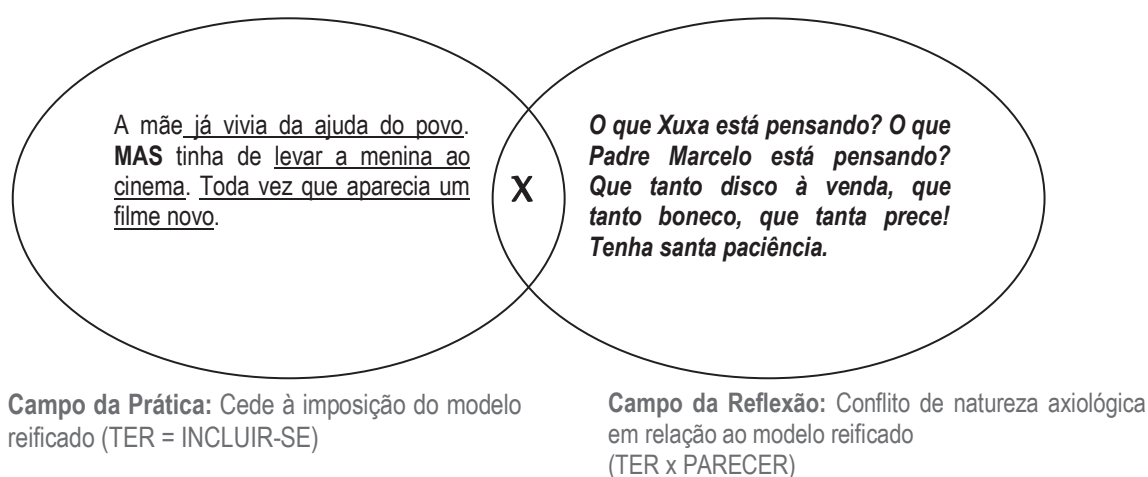 A mãe já vivia da ajuda do povo.
MAS tinha de levar a menina ao
cinema. Toda vez que aparecia um
filme novo.
X
O que Xuxa está pensando? O que
Padre Marcelo está pensando?
Que tanto disco à venda, que
tanto boneco, que tanta prece!
Tenha santa paciência.
Campo da Prática: Cede à imposição do modelo
reificado (TER = INCLUIR-SE)
Campo da Reflexão: Conflito de natureza axiológica
em relação ao modelo reificado
(TER x PARECER)